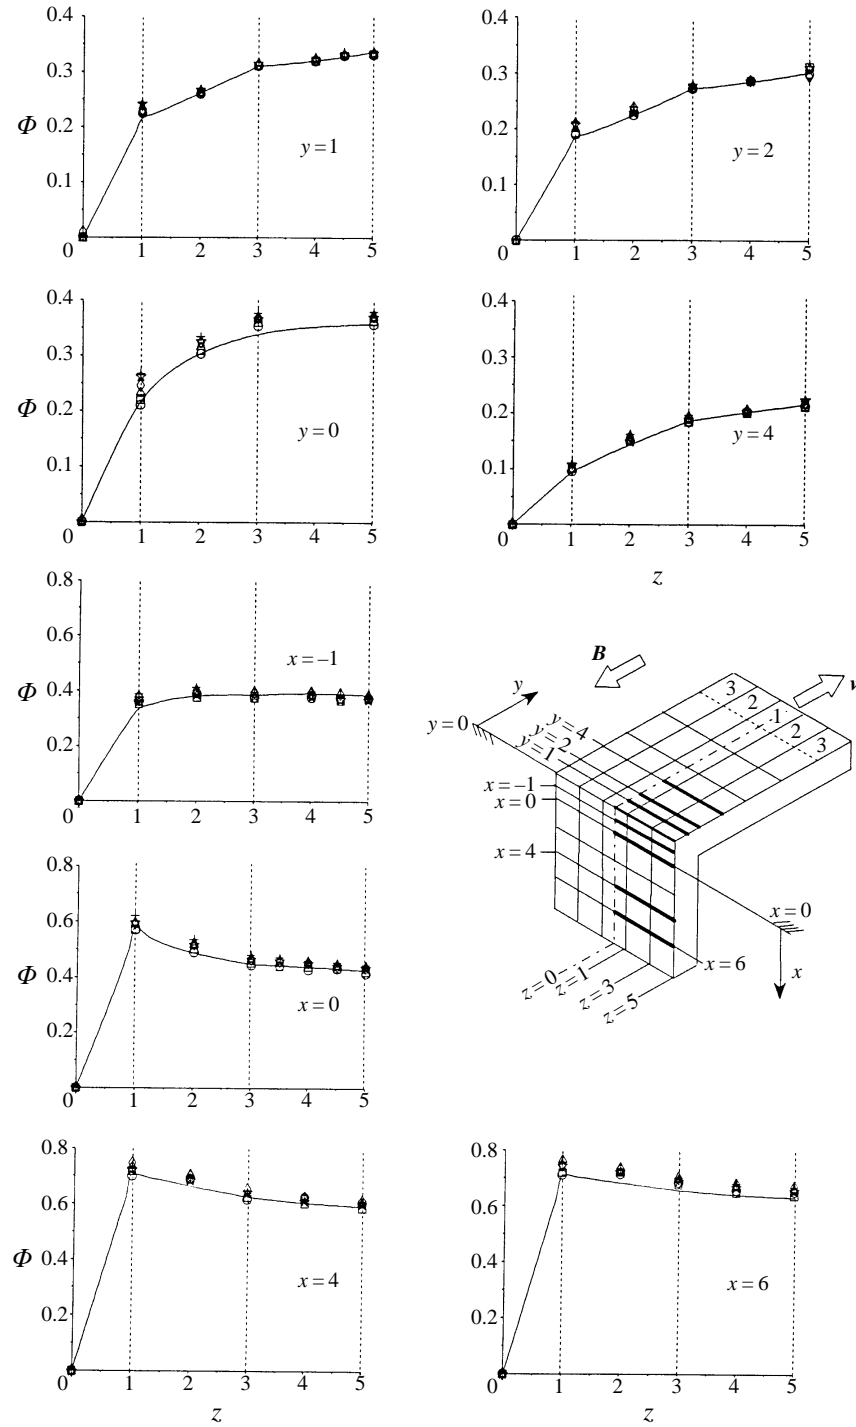 0.4
0.3
Φ
0.2
y = 1
0.1
0
1
2
3
4
5
0.4
0.3
0.2
y = 2
0.1
0
1
2
3
4
5
0.4
0.3
Φ
0.2
y = 0
0.1
0
1
2
3
4
5
0.4
0.3
0.2
y = 4
0.1
0
1
2
3
4
5
z
0.8
0.6
x = –1
Φ
0.4
0.2
0
1
2
3
4
5
B
v
y
y = 0
y = 4
y = 2
y = 1
3
2
1
2
3
x = –1
x = 0
x = 4
x = 0
x = 6
x
z = 0
z = 1
z = 3
z = 5
0.8
0.6
Φ
0.4
x = 0
0.2
0
1
2
3
4
5
0.8
0.6
Φ
0.4
x = 4
0.2
0
1
2
3
4
5
z
0.8
0.6
0.4
x = 6
0.2
0
1
2
3
4
5
z